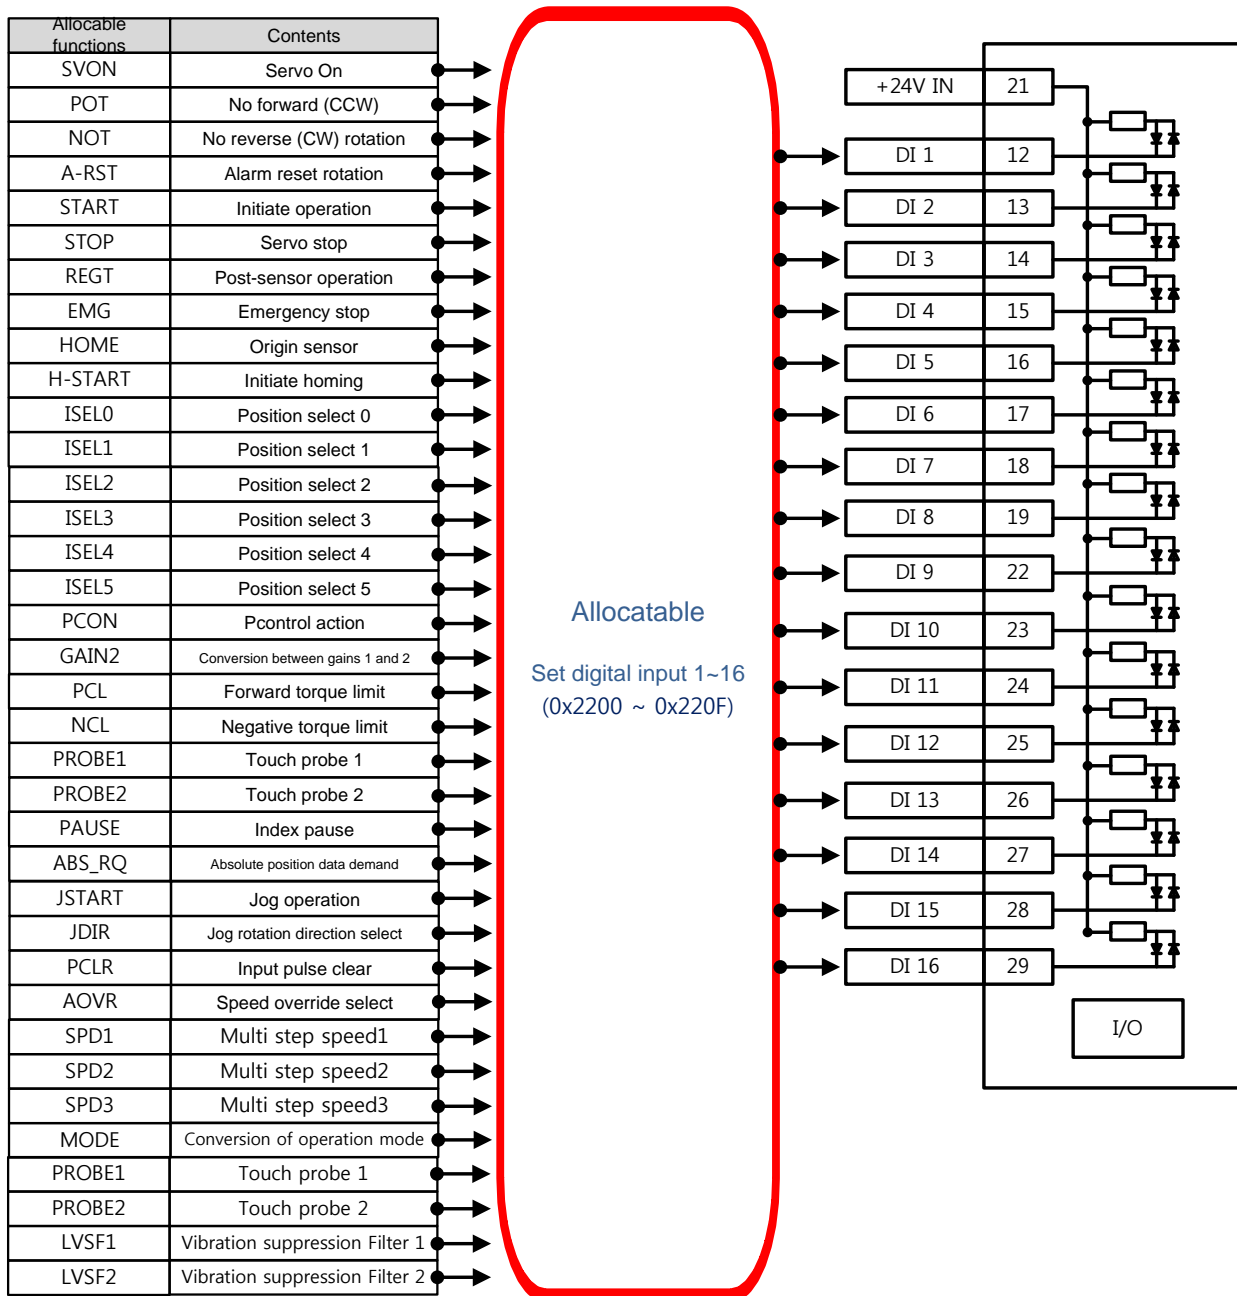 Allocable
functions
Contents
SVON
Servo On
POT
No forward (CCW)
NOT
No reverse (CW) rotation
A-RST
Alarm reset rotation
START
Initiate operation
STOP
Servo stop
REGT
Post-sensor operation
EMG
Emergency stop
HOME
Origin sensor
H-START
Initiate homing
ISEL0
Position select 0
ISEL1
Position select 1
ISEL2
Position select 2
ISEL3
Position select 3
ISEL4
Position select 4
ISEL5
Position select 5
PCON
Pcontrol action
GAIN2
Conversion between gains 1 and 2
PCL
Forward torque limit
NCL
Negative torque limit
PROBE1
Touch probe 1
PROBE2
Touch probe 2
PAUSE
Index pause
ABS_RQ
Absolute position data demand
JSTART
Jog operation
JDIR
Jog rotation direction select
PCLR
Input pulse clear
AOVR
Speed override select
SPD1
Multi step speed1
SPD2
Multi step speed2
SPD3
Multi step speed3
MODE
Conversion of operation mode
PROBE1
Touch probe 1
PROBE2
Touch probe 2
LVSF1
Vibration suppression Filter 1
LVSF2
Vibration suppression Filter 2
Allocatable
Set digital input 1~16
(0x2200 ~ 0x220F)
+24V IN
21
DI 1
12
DI 2
13
DI 3
14
DI 4
15
DI 5
16
DI 6
17
DI 7
18
DI 8
19
DI 9
22
DI 10
23
DI 11
24
DI 12
25
DI 13
26
DI 14
27
DI 15
28
DI 16
29
I/O